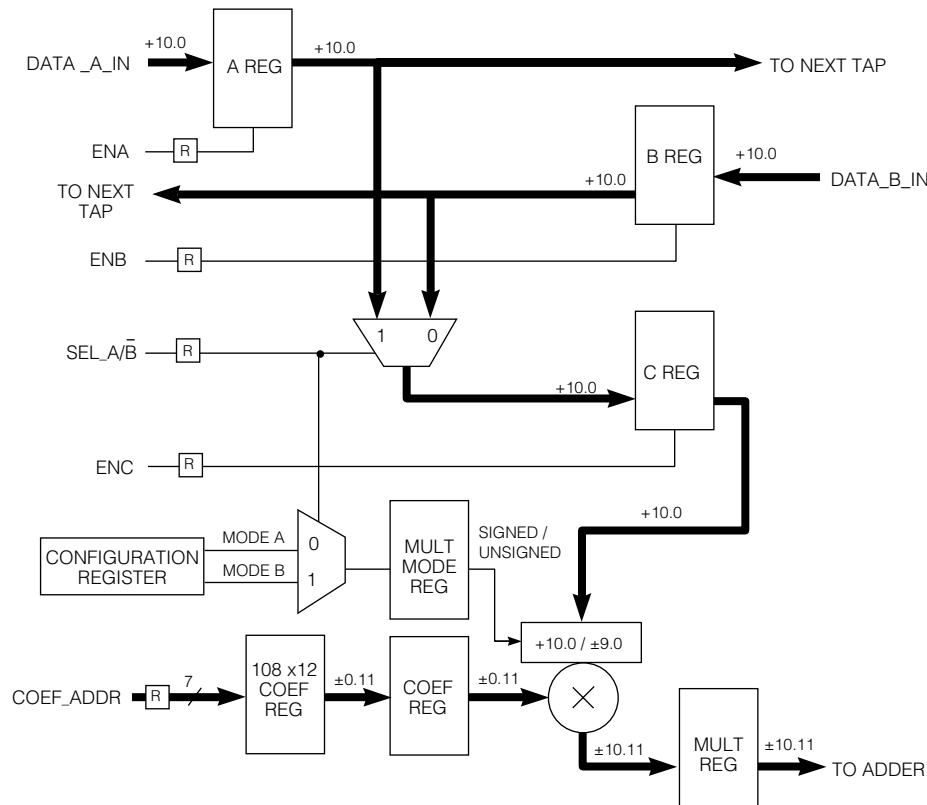 +10.0
+10.0
DATA _A_IN
A REG
TO NEXT TAP
ENA
R
B REG
+10.0
+10.0
DATA_B_IN
TO NEXT
TAP
ENB
R
1
0
SEL_A/B̅
R
C REG
+10.0
ENC
R
+10.0
MODE A
SIGNED /
UNSIGNED
0
CONFIGURATION
REGISTER
MULT
MODE
REG
MODE B
1
+10.0 / ±9.0
COEF_ADDR
R
7
108 x12
COEF
REG
±0.11
COEF
REG
±0.11
×
±10.11
MULT
REG
±10.11
TO ADDER